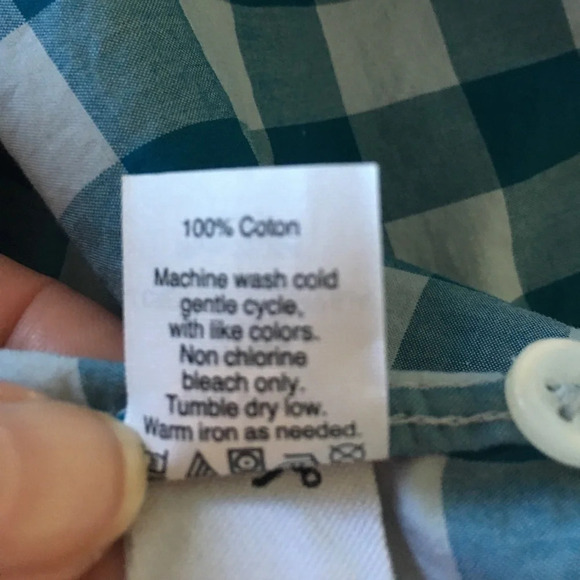 100% Coton
Machine wash cold
gentle cycle,
with like colors.
Non chlorine
bleach only.
Tumble dry low.
Warm iron as needed.